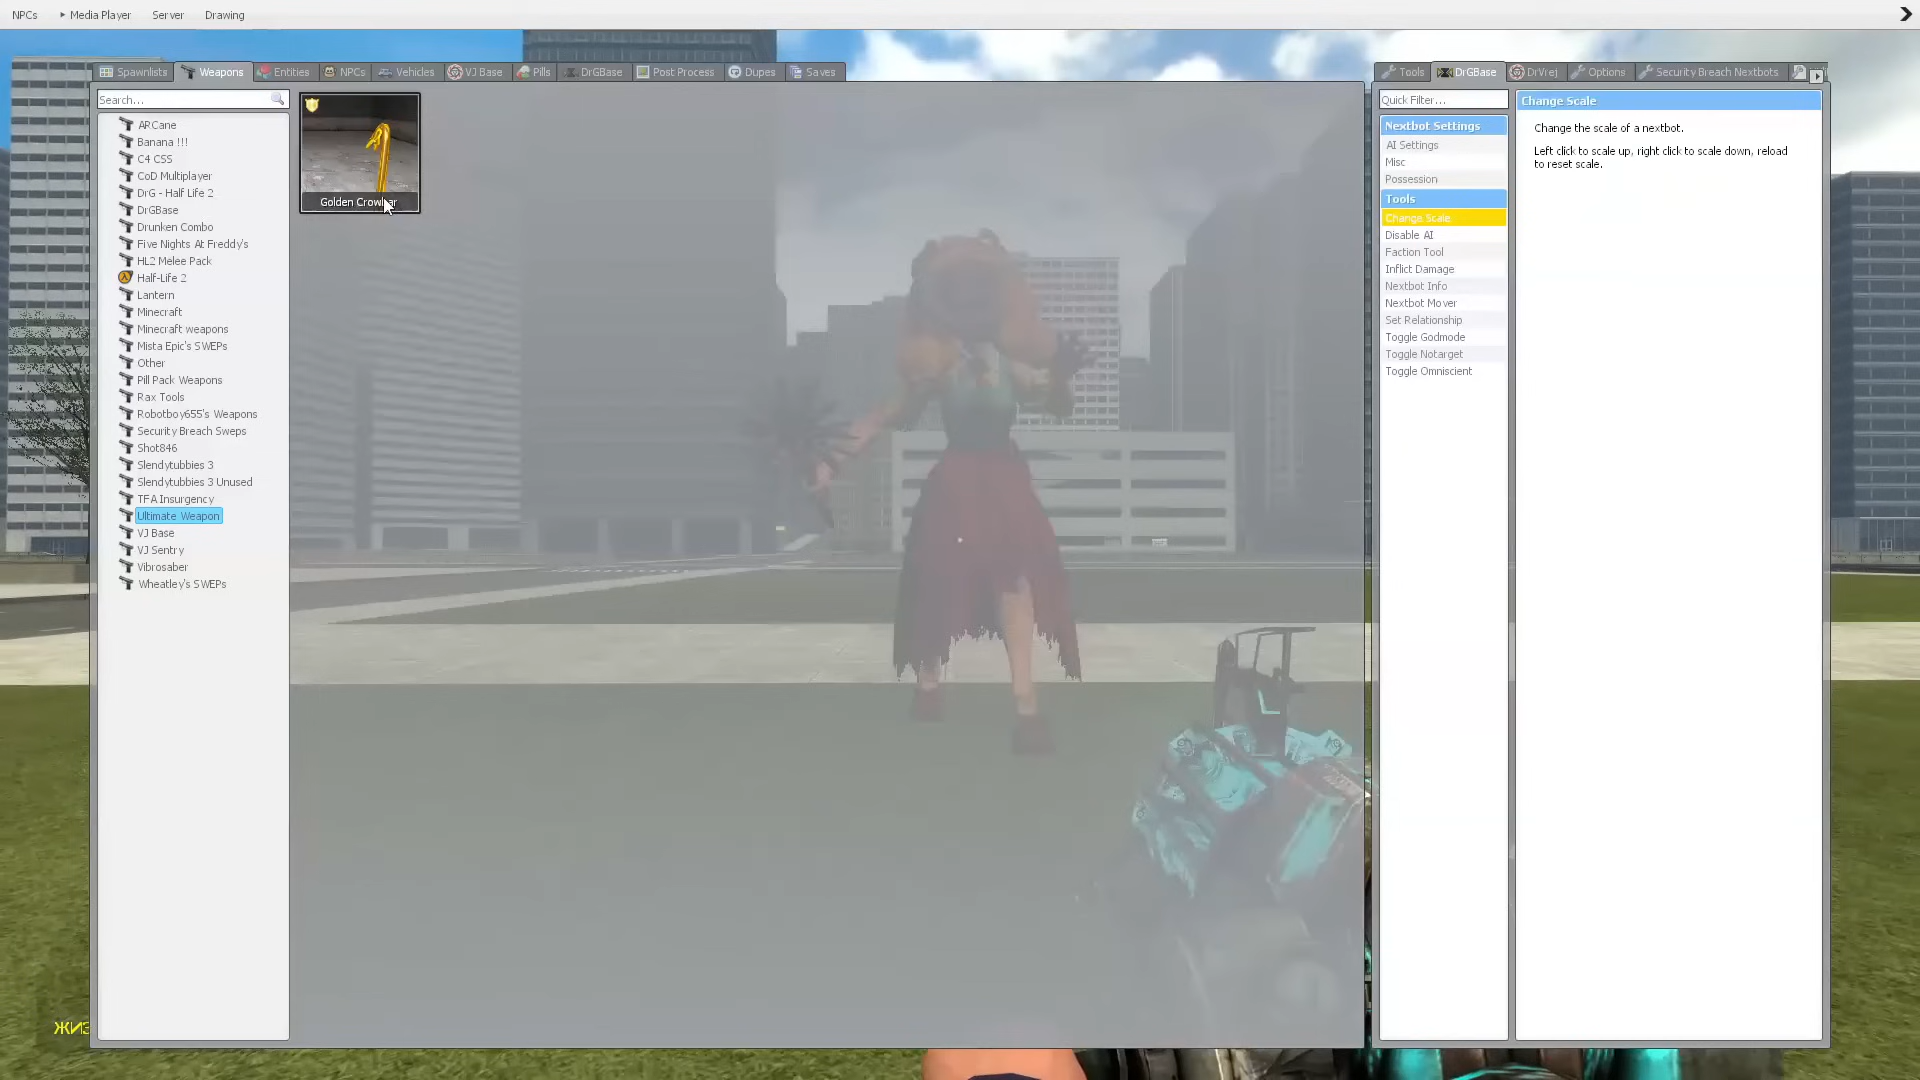 NPCs
Media Player
Server
Drawing
Spawnlists
Weapons
Entities
NPCs
Vehicles
VJ Base
Pills
DrGBase
Post Process
Dupes
Saves
Search...
ARCane
Banana !!!
C4 CSS
CoD Multiplayer
DrG - Half Life 2
DrGBase
Drunken Combo
Five Nights At Freddy's
HL2 Melee Pack
Half-Life 2
Lantern
Minecraft
Minecraft weapons
Mista Epic's SWEPs
Other
Pill Pack Weapons
Rax Tools
Robotboy655's Weapons
Security Breach Sweps
Shot846
Slendytubbies 3
Slendytubbies 3 Unused
TFA Insurgency
Ultimate Weapon
VJ Base
VJ Sentry
Vibrosaber
Wheatley's SWEPs
Golden Crowbar
Tools
DrGBase
DrVrej
Options
Security Breach Nextbots
Quick Filter...
Nextbot Settings
AI Settings
Misc
Possession
Tools
Change Scale
Disable AI
Faction Tool
Inflict Damage
Nextbot Info
Nextbot Mover
Set Relationship
Toggle Godmode
Toggle Notarget
Toggle Omniscient
Change Scale
Change the scale of a nextbot.
Left click to scale up, right click to scale down, reload
to reset scale.